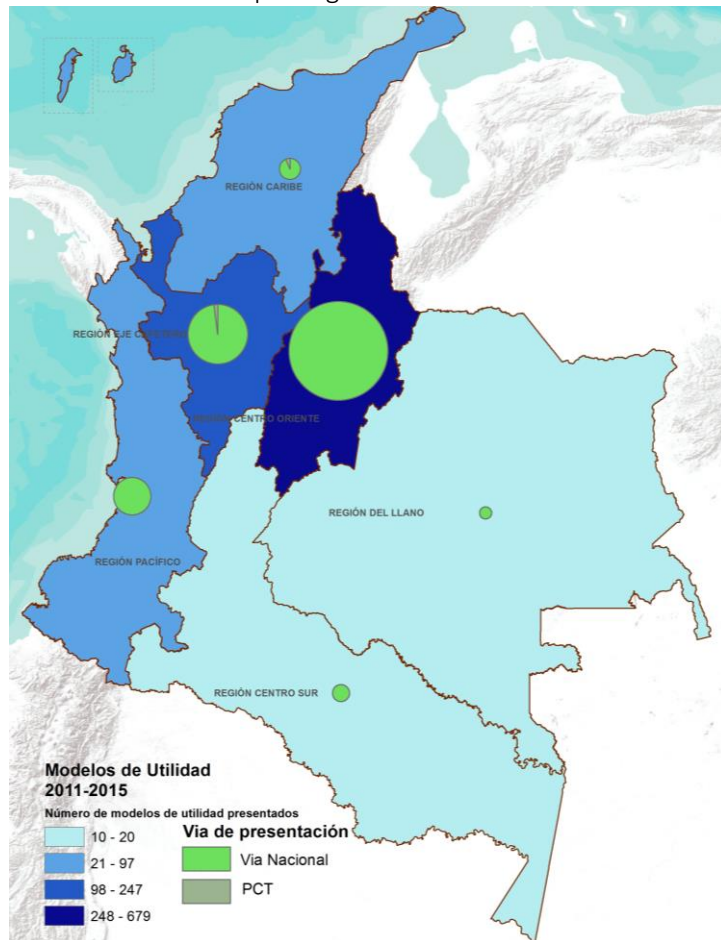 REGIÓN CARIBE
REGIÓN EJE CAFETERO
REGIÓN CENTRO ORIENTE
REGIÓN DEL LLANO
REGIÓN PACÍFICO
REGIÓN CENTRO SUR
Modelos de Utilidad
2011-2015
Número de modelos de utilidad presentados
10 - 20
21 - 97
98 - 247
248 - 679
Via de presentación
Via Nacional
PCT